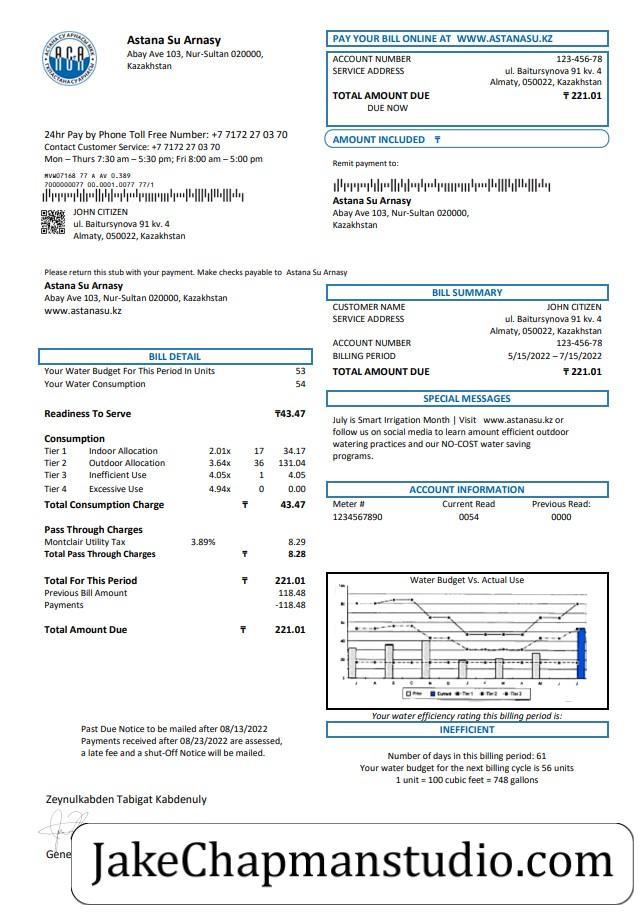 Astana Su Arnasy
Abay Ave 103, Nur-Sultan 020000,
Kazakhstan
PAY YOUR BILL ONLINE AT WWW.ASTANASU.KZ
ACCOUNT NUMBER 123-456-78
SERVICE ADDRESS ul. Baitursynova 91 kv. 4
Almaty, 050022, Kazakhstan
TOTAL AMOUNT DUE ₸ 221.01
DUE NOW
AMOUNT INCLUDED ₸
24hr Pay by Phone Toll Free Number: +7 7172 27 03 70
Contact Customer Service: +7 7172 27 03 70
Mon – Thurs 7:30 am – 5:30 pm; Fri 8:00 am – 5:00 pm
MVW07168 77 A AV 0.389
7000000077 00.0001.0077 77/1
JOHN CITIZEN
ul. Baitursynova 91 kv. 4
Almaty, 050022, Kazakhstan
Remit payment to:
Astana Su Arnasy
Abay Ave 103, Nur-Sultan 020000,
Kazakhstan
Please return this stub with your payment. Make checks payable to Astana Su Arnasy
Astana Su Arnasy
Abay Ave 103, Nur-Sultan 020000, Kazakhstan
www.astanasu.kz
BILL DETAIL
Your Water Budget For This Period In Units 53
Your Water Consumption 54
Readiness To Serve ₸43.47
Consumption
Tier 1 Indoor Allocation 2.01x 17 34.17
Tier 2 Outdoor Allocation 3.64x 36 131.04
Tier 3 Inefficient Use 4.05x 1 4.05
Tier 4 Excessive Use 4.94x 0 0.00
Total Consumption Charge ₸ 43.47
Pass Through Charges
Montclair Utility Tax 3.89% 8.29
Total Pass Through Charges ₸ 8.28
Total For This Period ₸ 221.01
Previous Bill Amount 118.48
Payments -118.48
Total Amount Due ₸ 221.01
BILL SUMMARY
CUSTOMER NAME JOHN CITIZEN
SERVICE ADDRESS ul. Baitursynova 91 kv. 4
Almaty, 050022, Kazakhstan
ACCOUNT NUMBER 123-456-78
BILLING PERIOD 5/15/2022 – 7/15/2022
TOTAL AMOUNT DUE ₸ 221.01
SPECIAL MESSAGES
July is Smart Irrigation Month | Visit www.astanasu.kz or
follow us on social media to learn amount efficient outdoor
watering practices and our NO-COST water saving
programs.
ACCOUNT INFORMATION
Meter # Current Read Previous Read:
1234567890 0054 0000
Water Budget Vs. Actual Use
Your water efficiency rating this billing period is:
INEFFICIENT
Number of days in this billing period: 61
Your water budget for the next billing cycle is 56 units
1 unit = 100 cubic feet = 748 gallons
Past Due Notice to be mailed after 08/13/2022
Payments received after 08/23/2022 are assessed,
a late fee and a shut-Off Notice will be mailed.
Zeynulkabden Tabigat Kabdenuly
Gene
JakeChapmanstudio.com